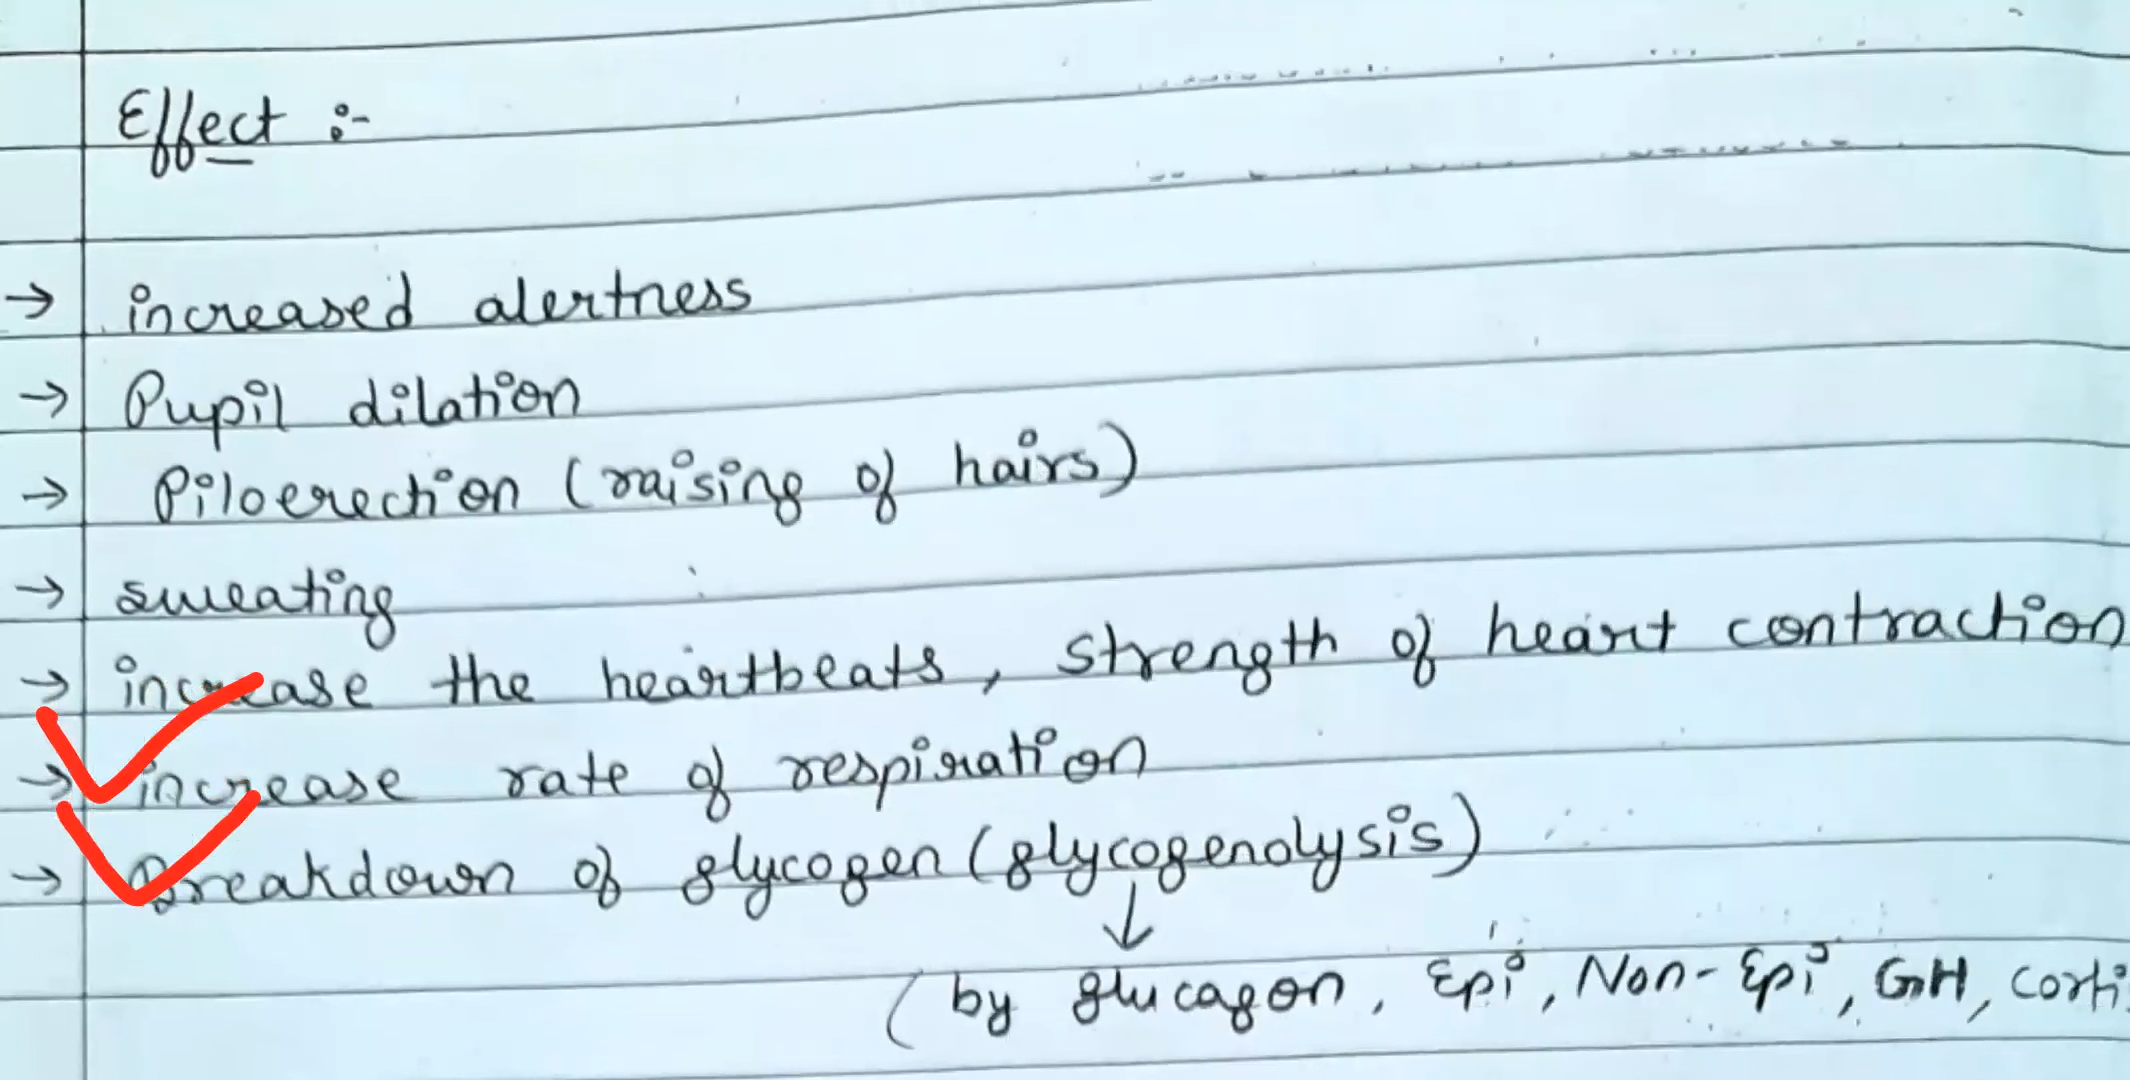 Effect :-
→ increased alertness
→ Pupil dilation
→ Piloerection (raising of hairs)
→ sweating
→ increase the heartbeats, strength of heart contraction
→ increase rate of respiration
→ Breakdown of glycogen (glycogenolysis)
↓
(by glucagon, Epi, Non-Epi, GH, corti